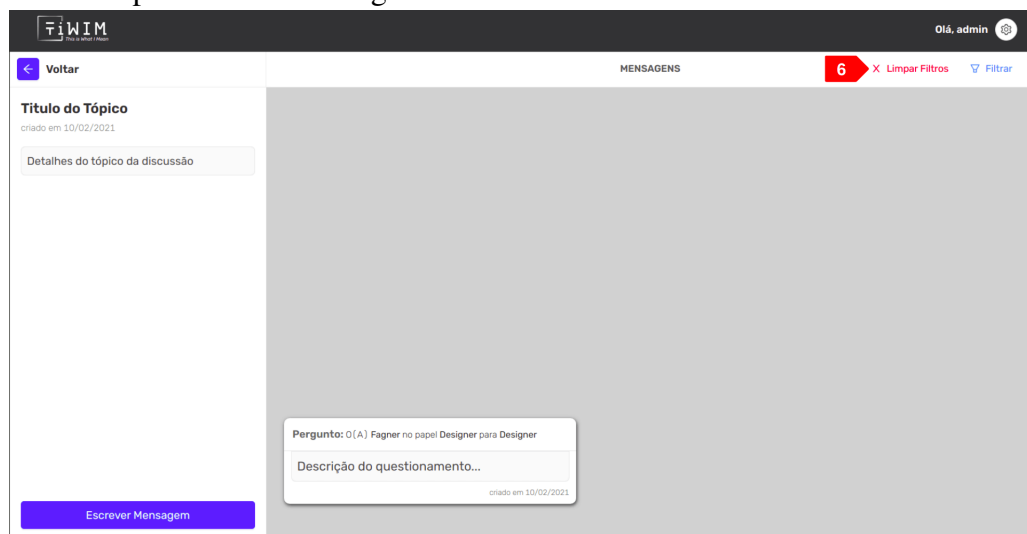 TiWIM
This is What I Mean
Olá, admin
Voltar
MENSAGENS
6
X Limpar Filtros
Filtrar
Titulo do Tópico
criado em 10/02/2021
Detalhes do tópico da discussão
Pergunto: O(A) Fagner no papel Designer para Designer
Descrição do questionamento...
criado em 10/02/2021
Escrever Mensagem